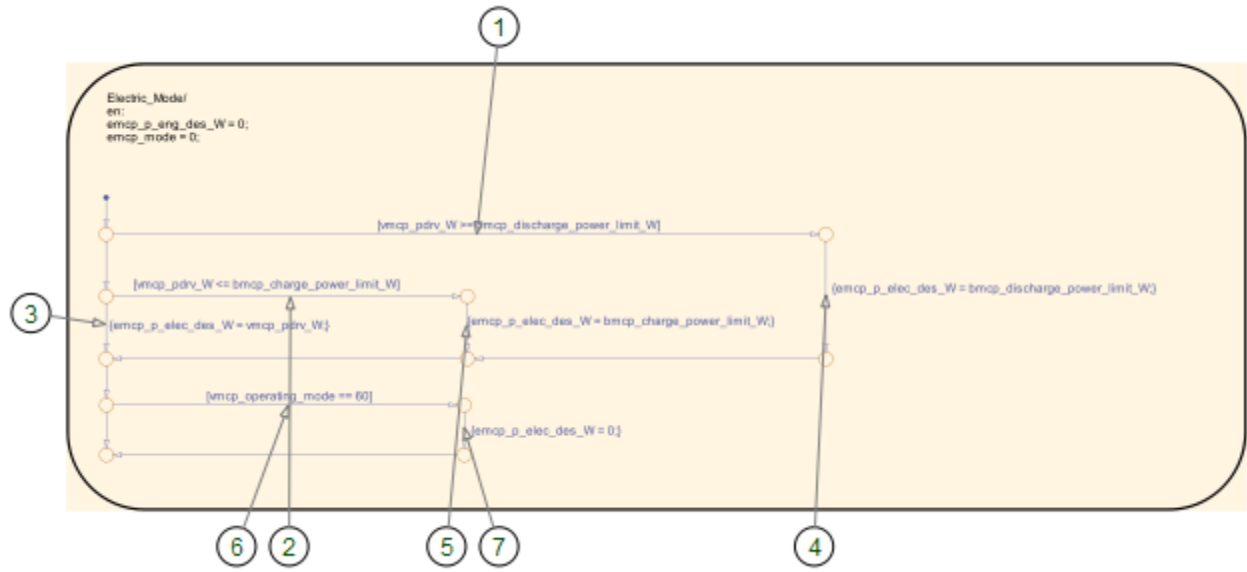 1
Electric_Mode/
en:
emcp_p_eng_des_W = 0;
emcp_mode = 0;
[vmcp_pdrv_W >= bmcp_discharge_power_limit_W]
[vmcp_pdrv_W <= bmcp_charge_power_limit_W]
{emcp_p_elec_des_W = bmcp_discharge_power_limit_W;}
3
{emcp_p_elec_des_W = vmcp_pdrv_W;}
{emcp_p_elec_des_W = bmcp_charge_power_limit_W;}
[vmcp_operating_mode == 60]
{emcp_p_elec_des_W = 0;}
6 2 5 7 4